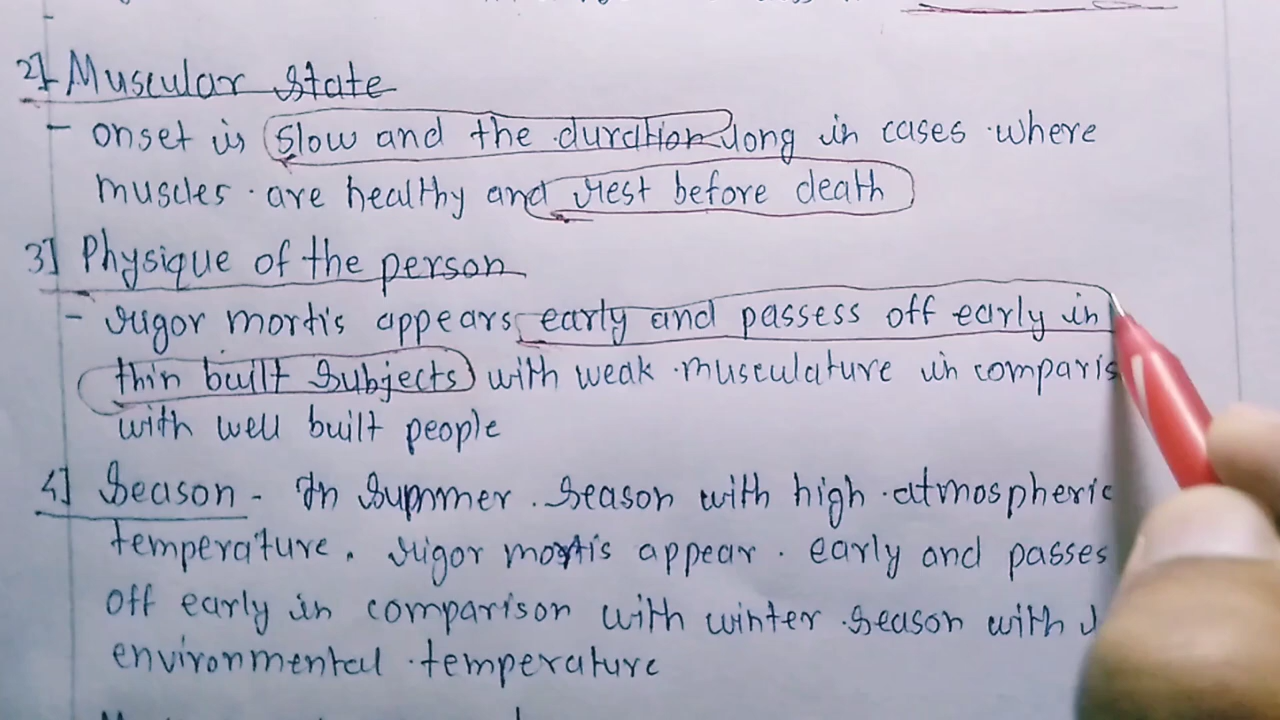 2] Muscular state
- onset is slow and the duration long in cases where
muscles are healthy and rest before death
3] Physique of the person
- rigor mortis appears early and passess off early in
thin built subjects with weak musculature in comparis
with well built people
4] Season - In Summer season with high atmospheric
temperature. rigor mortis appear early and passes
off early in comparison with winter season with
environmental temperature